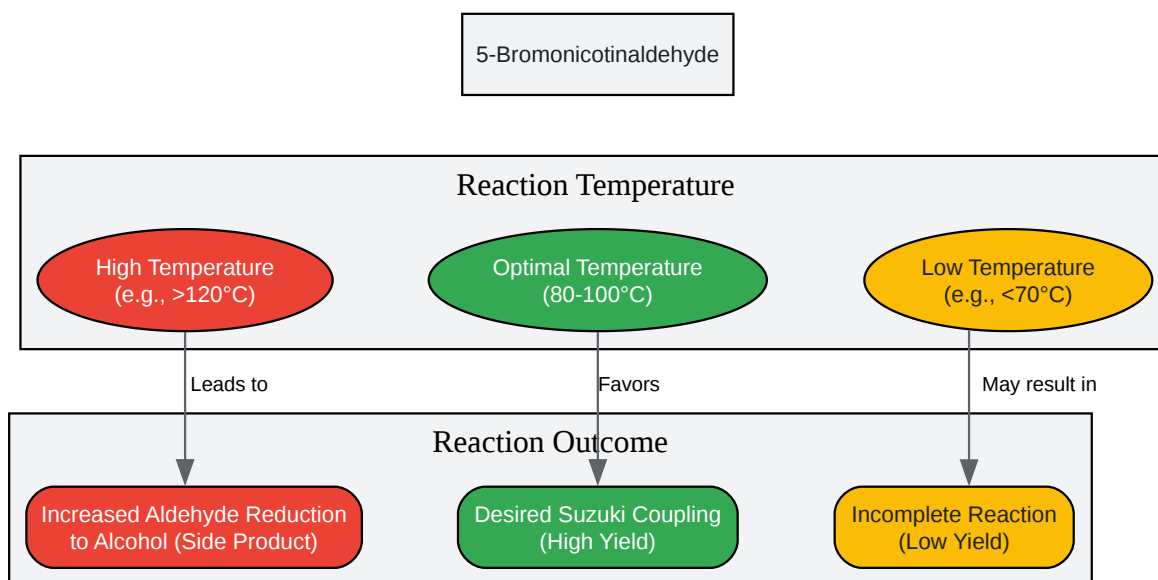 5-Bromonicotinaldehyde
Reaction Temperature
High Temperature
(e.g., >120°C)
Optimal Temperature
(80-100°C)
Low Temperature
(e.g., <70°C)
Leads to
Favors
May result in
Reaction Outcome
Increased Aldehyde Reduction
to Alcohol (Side Product)
Desired Suzuki Coupling
(High Yield)
Incomplete Reaction
(Low Yield)